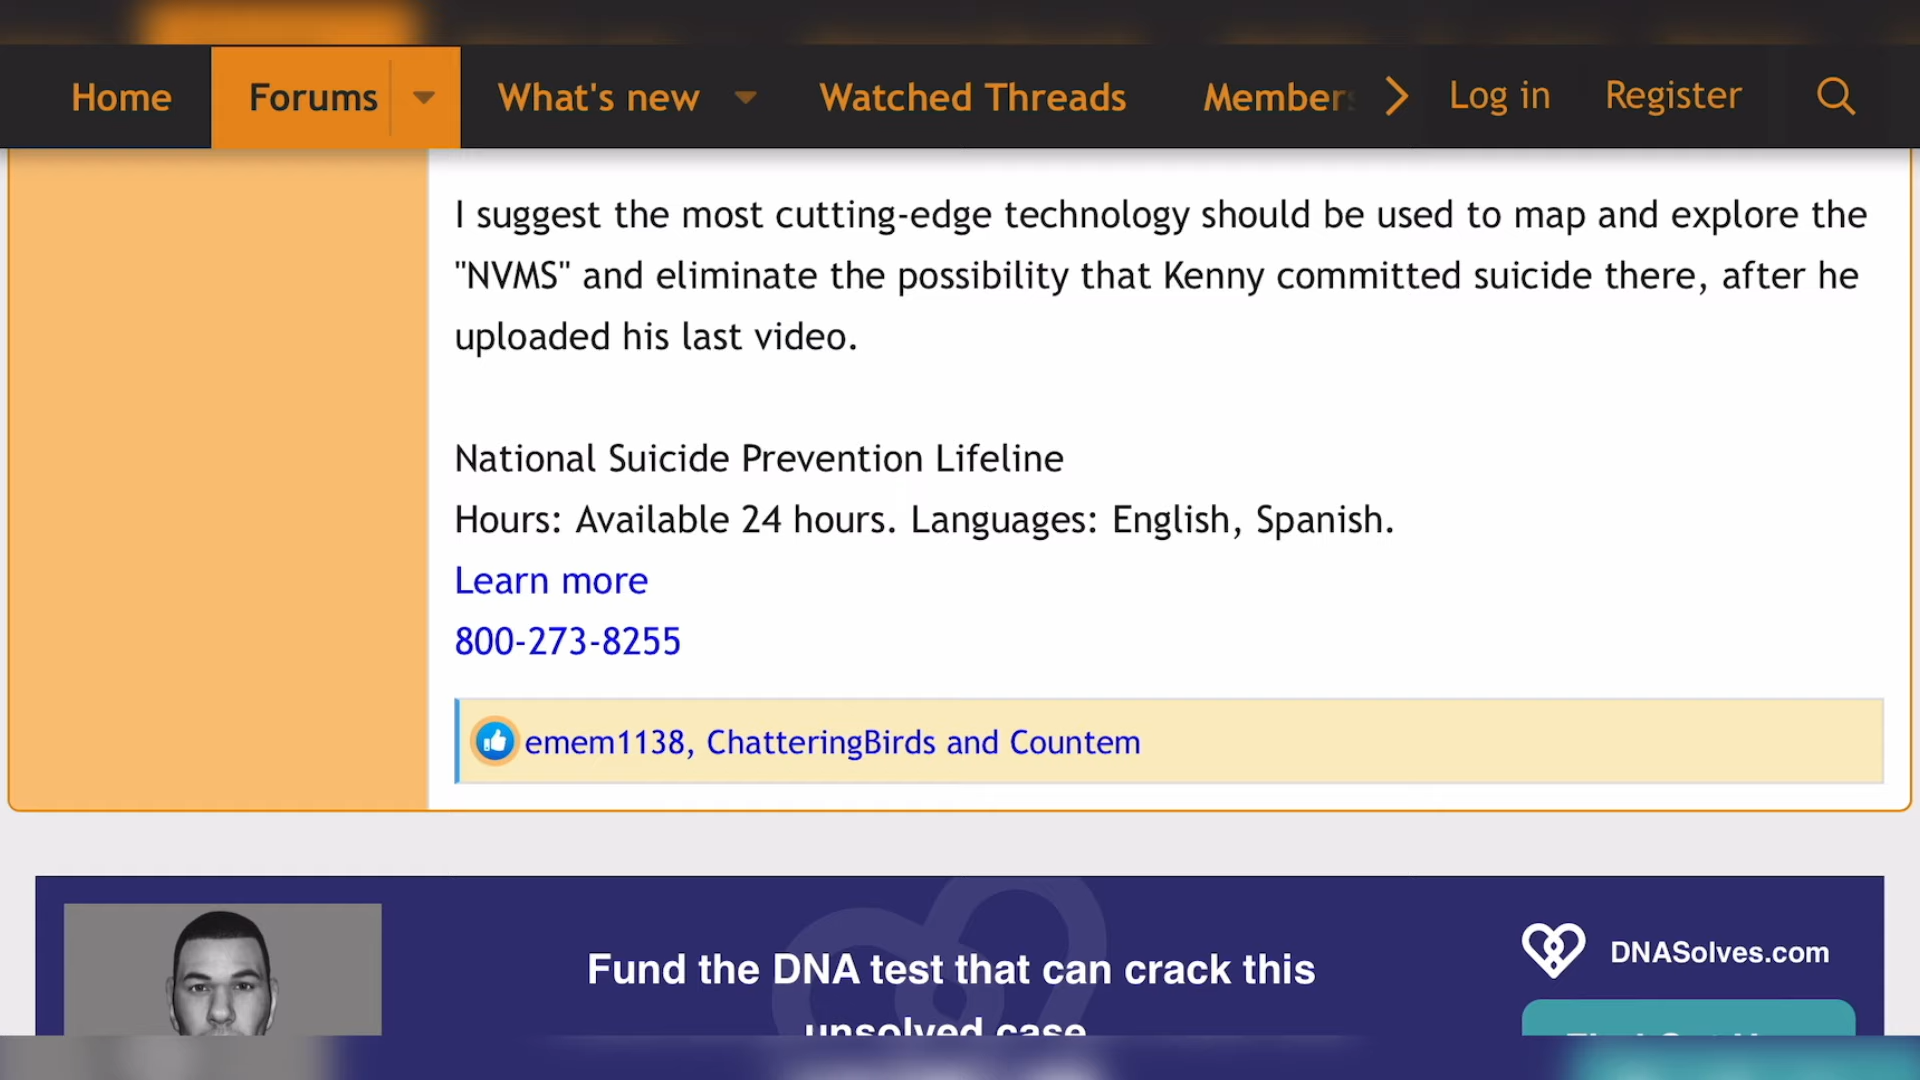 Home Forums What's new Watched Threads Member Log in Register
I suggest the most cutting-edge technology should be used to map and explore the
"NVMS" and eliminate the possibility that Kenny committed suicide there, after he
uploaded his last video.
National Suicide Prevention Lifeline
Hours: Available 24 hours. Languages: English, Spanish.
Learn more
800-273-8255
emem1138, ChatteringBirds and Countem
Fund the DNA test that can crack this
unsolved case
DNASolves.com